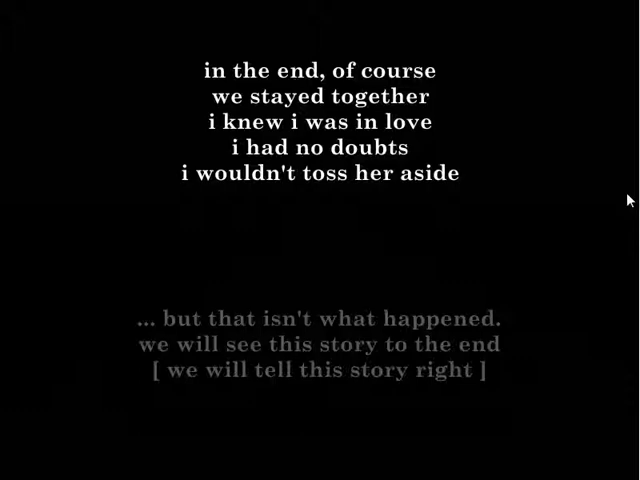 in the end, of course
we stayed together
i knew i was in love
i had no doubts
i wouldn't toss her aside
... but that isn't what happened.
we will see this story to the end
[ we will tell this story right ]